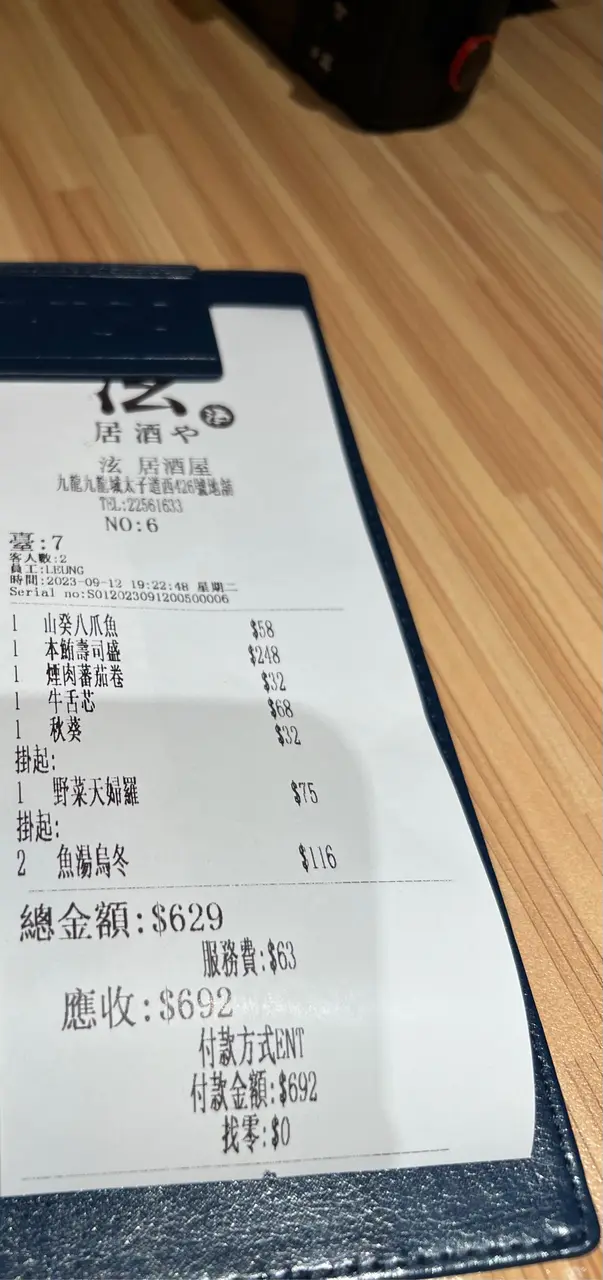 泫
居酒や
泫 居酒屋
九龍九龍城太子道西426號地舖
TEL:22561633
NO:6
臺:7
客人數:2
員工:LEUNG
時間:2023-09-12 19:22:48 星期二
Serial no:S012023091200500006
1 山癸八爪魚 $58
1 本鮪壽司盛 $248
1 煙肉蕃茄卷 $32
1 牛舌芯 $68
1 秋葵 $32
掛起:
1 野菜天婦羅 $75
掛起:
2 魚湯烏冬 $116
總金額:$629
服務費:$63
應收:$692
付款方式ENT
付款金額:$692
找零:$0